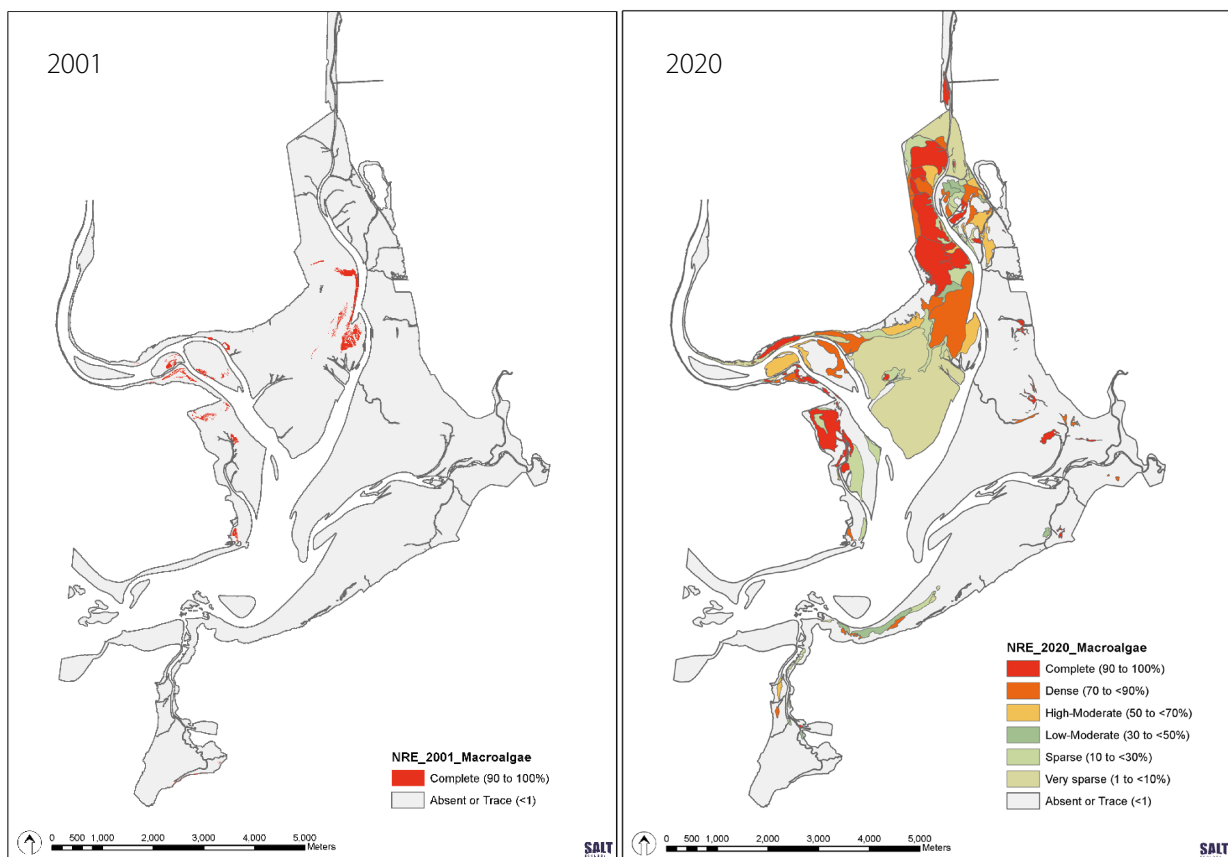 2001
NRE_2001_Macroalgae
Complete (90 to 100%)
Absent or Trace (<1)
0 500 1,000 2,000 3,000 4,000 5,000
Meters
SALT
2020
NRE_2020_Macroalgae
Complete (90 to 100%)
Dense (70 to <90%)
High-Moderate (50 to <70%)
Low-Moderate (30 to <50%)
Sparse (10 to <30%)
Very sparse (1 to <10%)
Absent or Trace (<1)
0 500 1,000 2,000 3,000 4,000 5,000
Meters
SALT